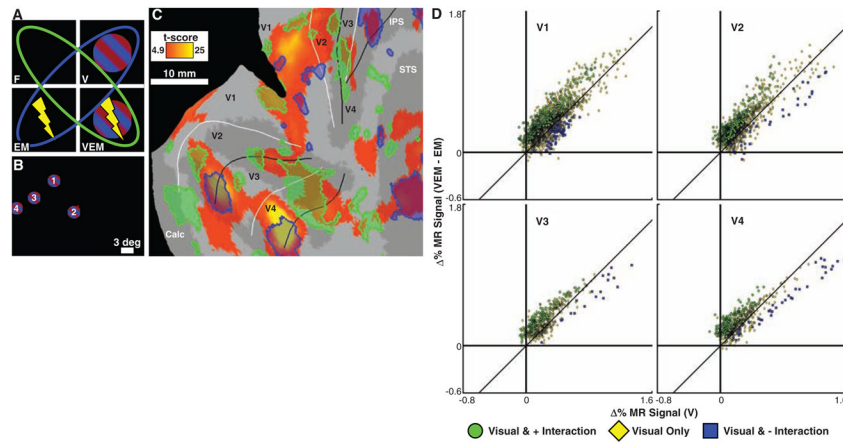 A
F
V
EM
VEM
B
1
2
3
4
3 deg
C
t-score
4.9
25
10 mm
V1
V2
V3
IPS
STS
V4
V1
V2
V3
V4
Calc
D
Δ% MR Signal (VEM - EM)
1.8
V1
V2
0
-0.6
1.8
V3
V4
0
-0.6
-0.8
0
1.6
-0.8
0
Δ% MR Signal (V)
Visual & + Interaction
Visual Only
Visual & - Interaction